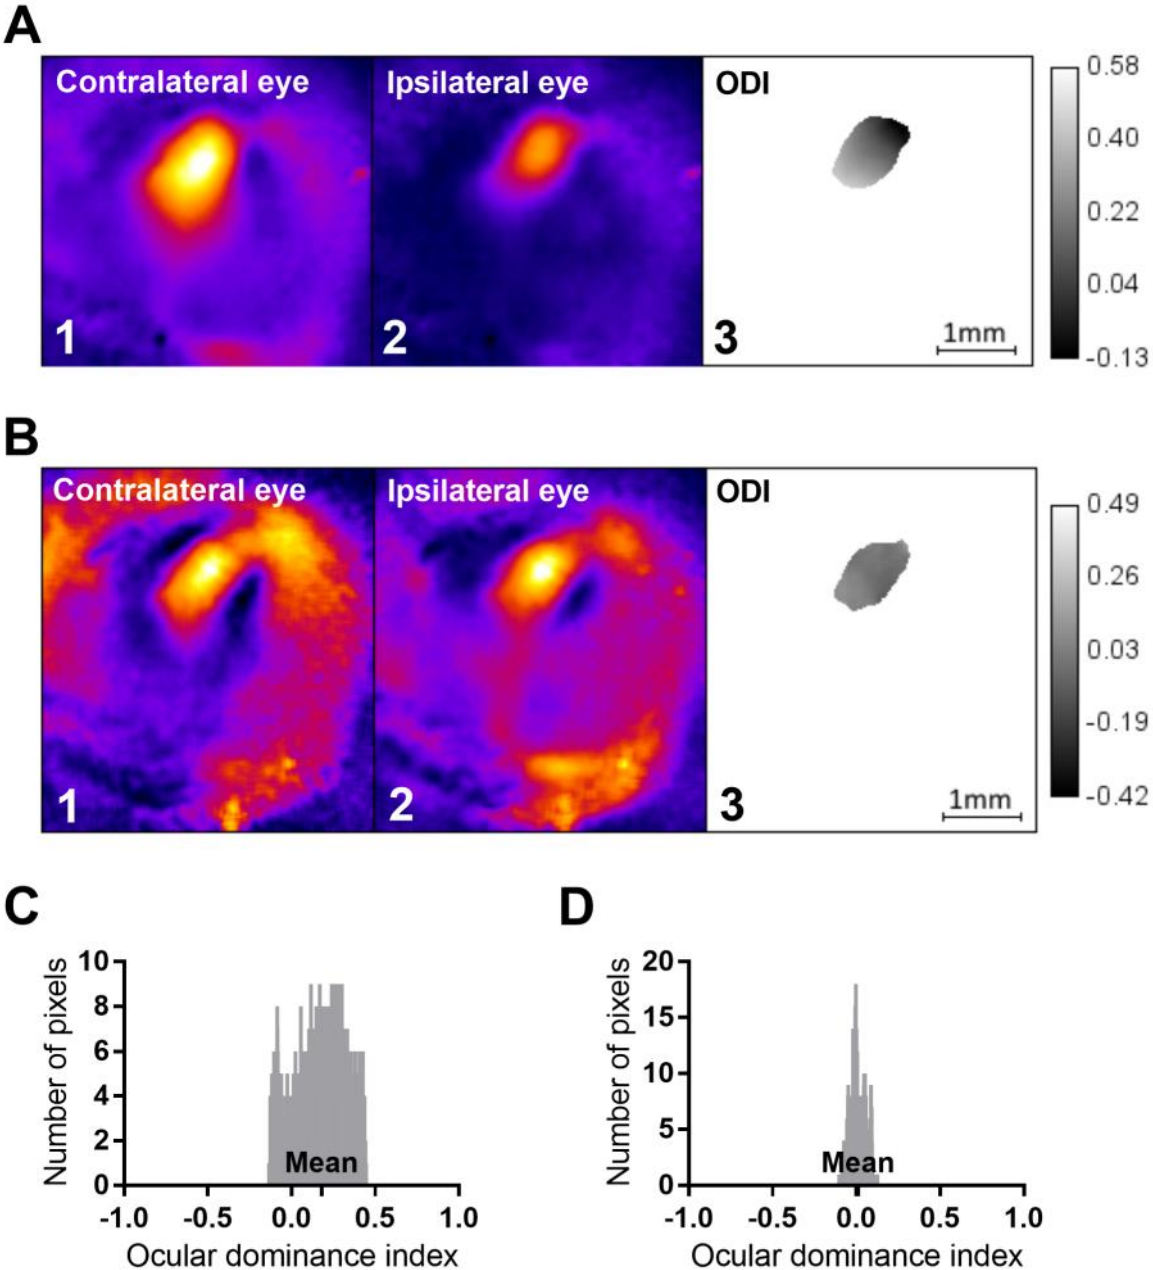 A
Contralateral eye
Ipsilateral eye
ODI
0.58
0.40
0.22
0.04
-0.13
1
2
3
1mm
B
Contralateral eye
Ipsilateral eye
ODI
0.49
0.26
0.03
-0.19
-0.42
1
2
3
1mm
C
Number of pixels
10
8
6
4
2
0
Mean
-1.0 -0.5 0.0 0.5 1.0
Ocular dominance index
D
Number of pixels
20
15
10
5
0
Mean
-1.0 -0.5 0.0 0.5 1.0
Ocular dominance index